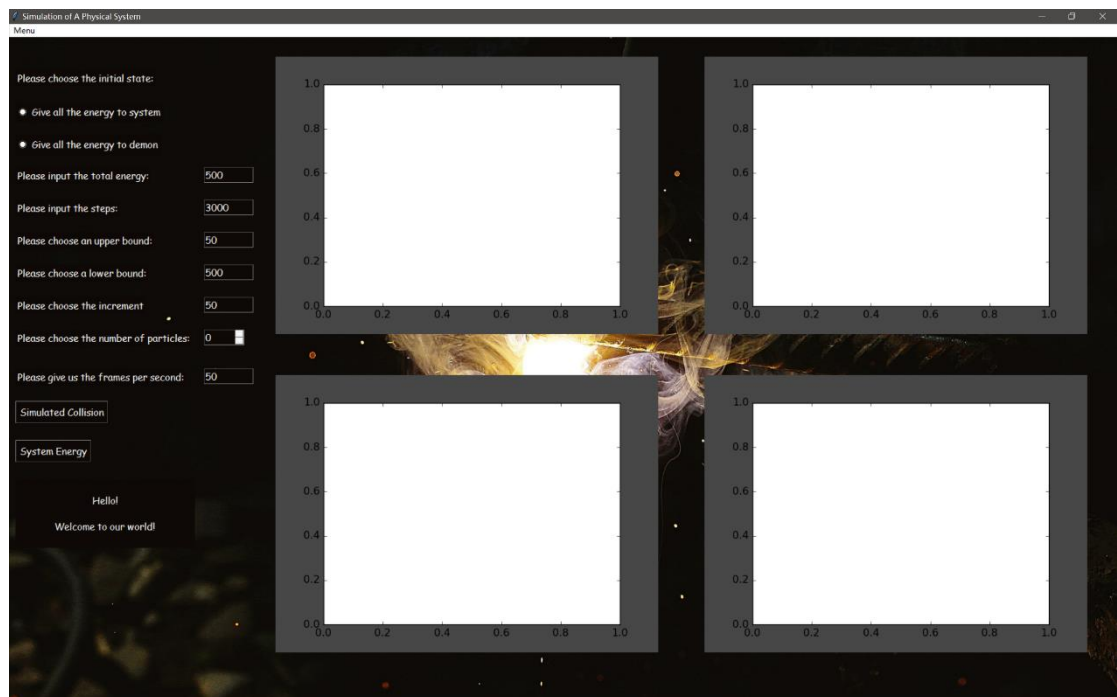 Simulation of A Physical System
Menu
Please choose the initial state:
Give all the energy to system
Give all the energy to demon
Please input the total energy: 500
Please input the steps: 3000
Please choose an upper bound: 50
Please choose a lower bound: 500
Please choose the increment 50
Please choose the number of particles: 0
Please give us the frames per second: 50
Simulated Collision
System Energy
Hello!
Welcome to our world!
1.0
0.8
0.6
0.4
0.2
0.0
0.0 0.2 0.4 0.6 0.8 1.0
1.0
0.8
0.6
0.4
0.2
0.0
0.0 0.2 0.4 0.6 0.8 1.0
1.0
0.8
0.6
0.4
0.2
0.0
0.0 0.2 0.4 0.6 0.8 1.0
1.0
0.8
0.6
0.4
0.2
0.0
0.0 0.2 0.4 0.6 0.8 1.0